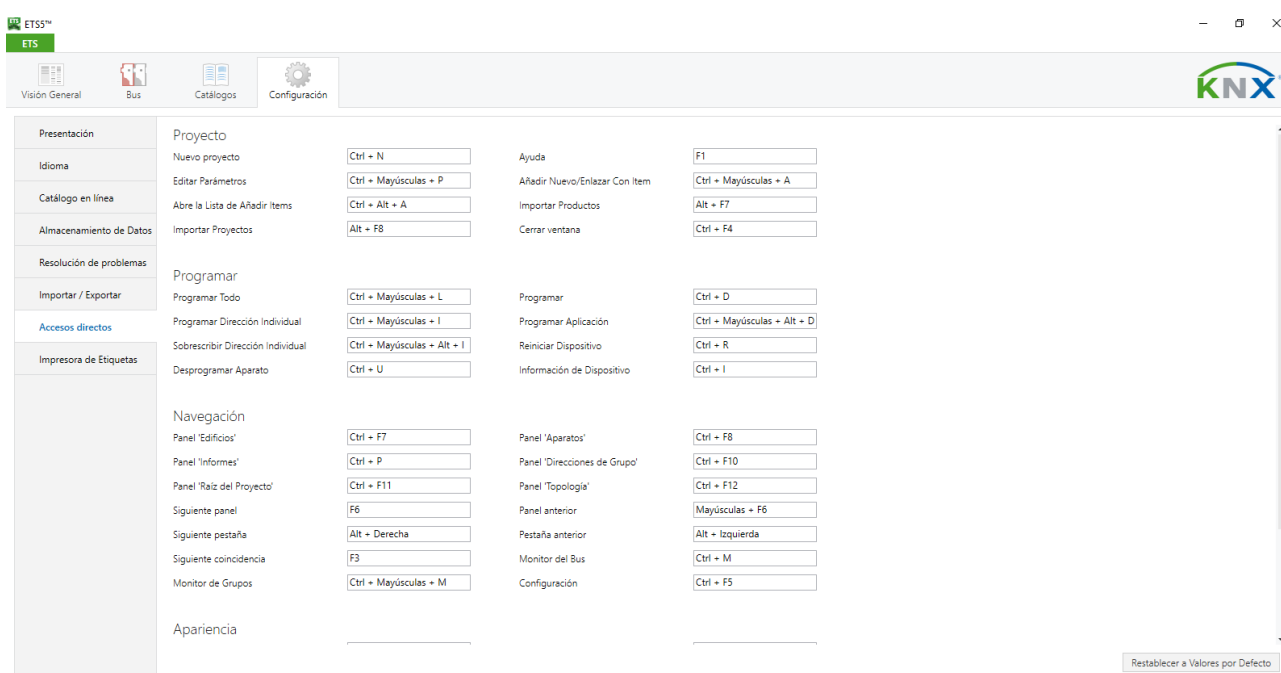 ETS ETS5™
ETS
Visión General Bus Catálogos Configuración
KNX
Presentación
Idioma
Catálogo en línea
Almacenamiento de Datos
Resolución de problemas
Importar / Exportar
Accesos directos
Impresora de Etiquetas
Proyecto
Nuevo proyecto Ctrl + N Ayuda F1
Editar Parámetros Ctrl + Mayúsculas + P Añadir Nuevo/Enlazar Con Item Ctrl + Mayúsculas + A
Abre la Lista de Añadir Items Ctrl + Alt + A Importar Productos Alt + F7
Importar Proyectos Alt + F8 Cerrar ventana Ctrl + F4
Programar
Programar Todo Ctrl + Mayúsculas + L Programar Ctrl + D
Programar Dirección Individual Ctrl + Mayúsculas + I Programar Aplicación Ctrl + Mayúsculas + Alt + D
Sobrescribir Dirección Individual Ctrl + Mayúsculas + Alt + I Reiniciar Dispositivo Ctrl + R
Desprogramar Aparato Ctrl + U Información de Dispositivo Ctrl + I
Navegación
Panel 'Edificios' Ctrl + F7 Panel 'Aparatos' Ctrl + F8
Panel 'Informes' Ctrl + P Panel 'Direcciones de Grupo' Ctrl + F10
Panel 'Raíz del Proyecto' Ctrl + F11 Panel 'Topología' Ctrl + F12
Siguiente panel F6 Panel anterior Mayúsculas + F6
Siguiente pestaña Alt + Derecha Pestaña anterior Alt + Izquierda
Siguiente coincidencia F3 Monitor del Bus Ctrl + M
Monitor de Grupos Ctrl + Mayúsculas + M Configuración Ctrl + F5
Apariencia
Restablecer a Valores por Defecto